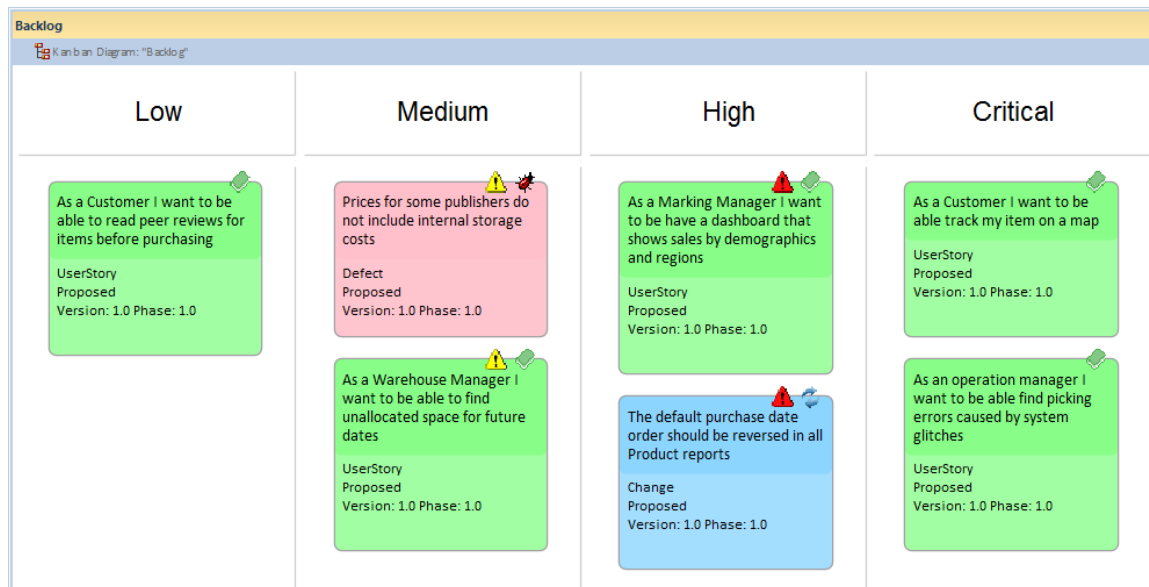 Backlog
Kanban Diagram: "Backlog"
Low
Medium
High
Critical
As a Customer I want to be
able to read peer reviews for
items before purchasing
UserStory
Proposed
Version: 1.0 Phase: 1.0
Prices for some publishers do
not include internal storage
costs
Defect
Proposed
Version: 1.0 Phase: 1.0
As a Warehouse Manager I
want to be able to find
unallocated space for future
dates
UserStory
Proposed
Version: 1.0 Phase: 1.0
As a Marking Manager I want
to be have a dashboard that
shows sales by demographics
and regions
UserStory
Proposed
Version: 1.0 Phase: 1.0
The default purchase date
order should be reversed in all
Product reports
Change
Proposed
Version: 1.0 Phase: 1.0
As a Customer I want to be
able track my item on a map
UserStory
Proposed
Version: 1.0 Phase: 1.0
As an operation manager I
want to be able find picking
errors caused by system
glitches
UserStory
Proposed
Version: 1.0 Phase: 1.0